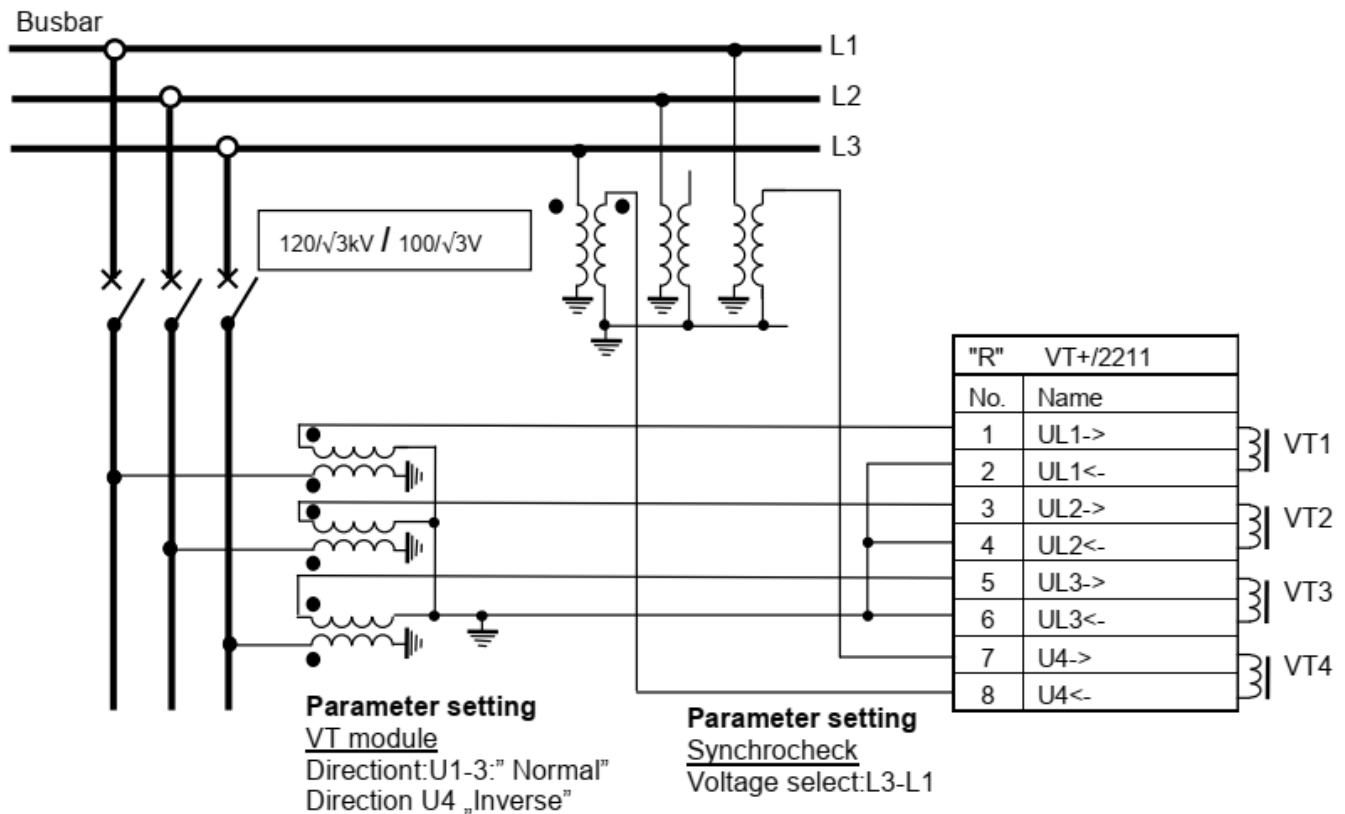 Busbar
L1
L2
L3
120/√3kV / 100/√3V
"R" VT+/2211
No. Name
1 UL1->
2 UL1<-
VT1
3 UL2->
4 UL2<-
VT2
5 UL3->
6 UL3<-
VT3
7 U4->
8 U4<-
VT4
Parameter setting
VT module
Directiont:U1-3:” Normal”
Direction U4 „Inverse”
Parameter setting
Synchrocheck
Voltage select:L3-L1